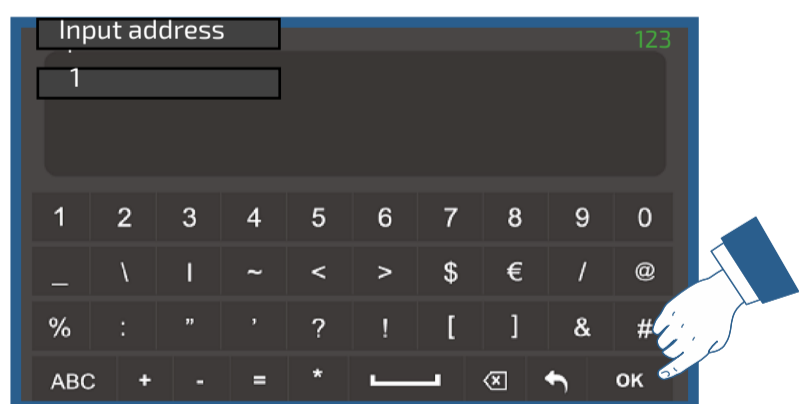 Input address
123
1
1 2 3 4 5 6 7 8 9 0
_ \ | ~ < > $ € / @
% : " ' ? ! [ ] & #
ABC + - = * OK